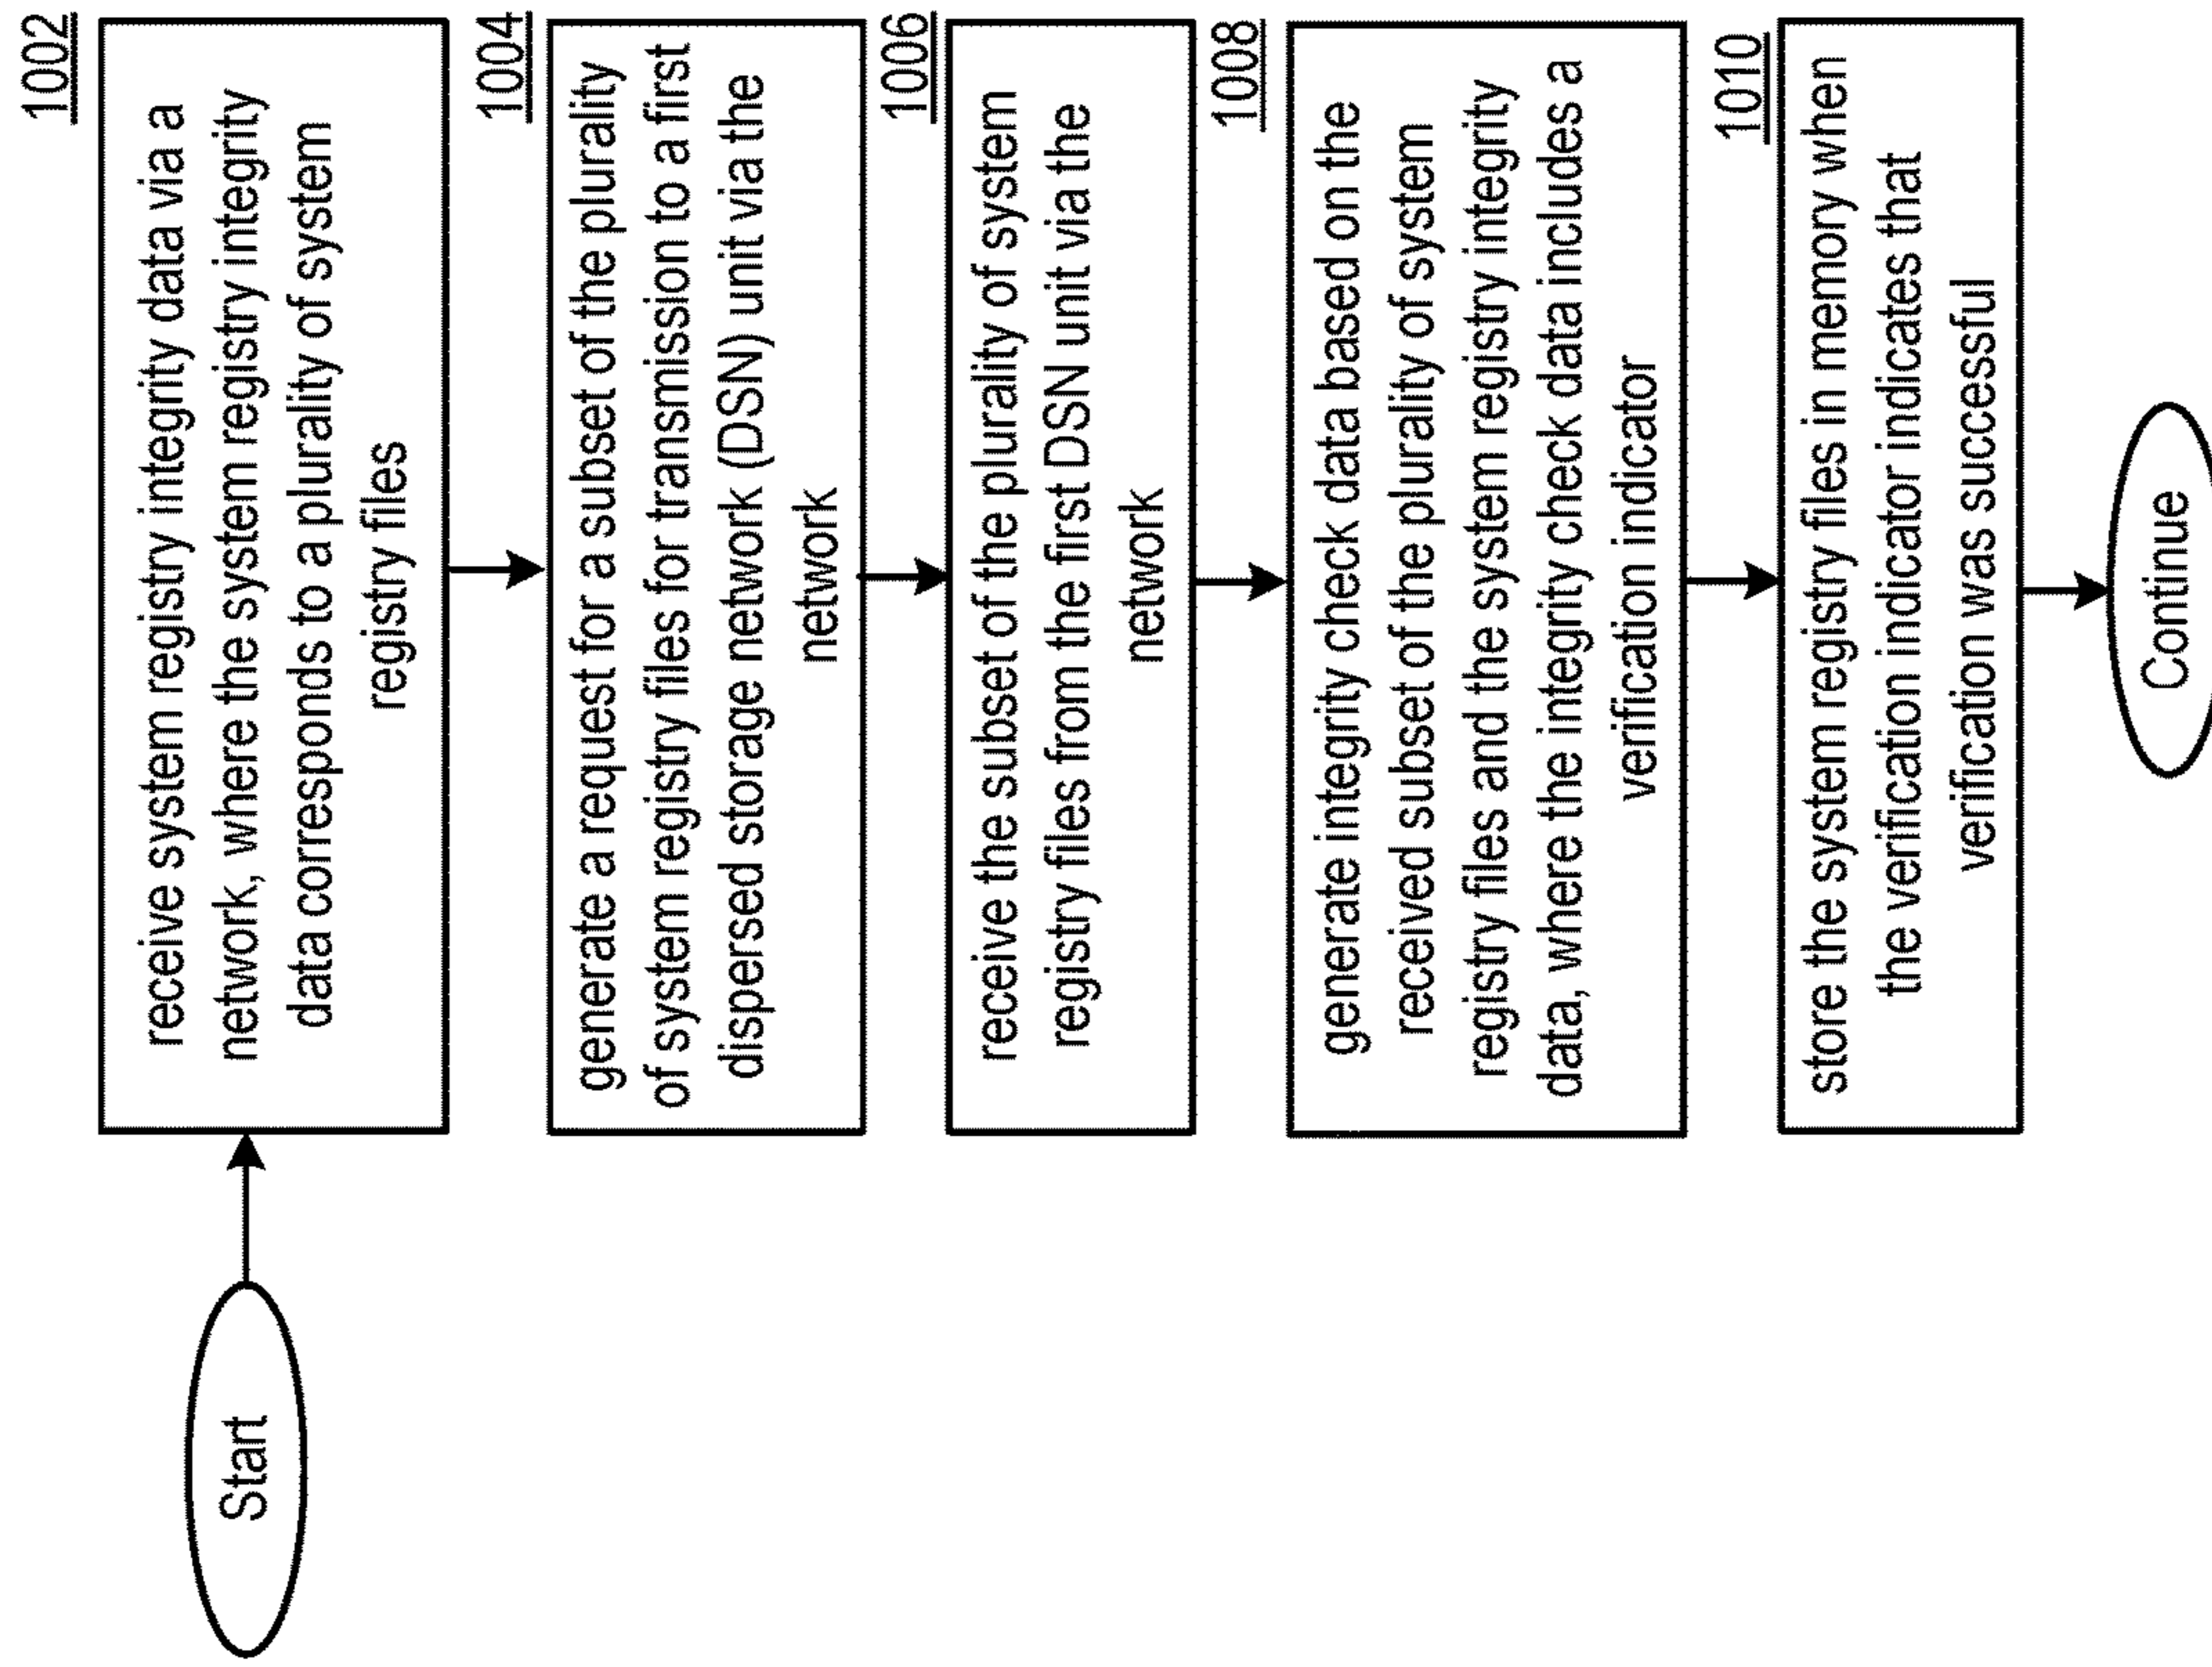 Start
1002
receive system registry integrity data via a
network, where the system registry integrity
data corresponds to a plurality of system
registry files
1004
generate a request for a subset of the plurality
of system registry files for transmission to a first
dispersed storage network (DSN) unit via the
network
1006
receive the subset of the plurality of system
registry files from the first DSN unit via the
network
1008
generate integrity check data based on the
received subset of the plurality of system
registry files and the system registry integrity
data, where the integrity check data includes a
verification indicator
1010
store the system registry files in memory when
the verification indicator indicates that
verification was successful
Continue